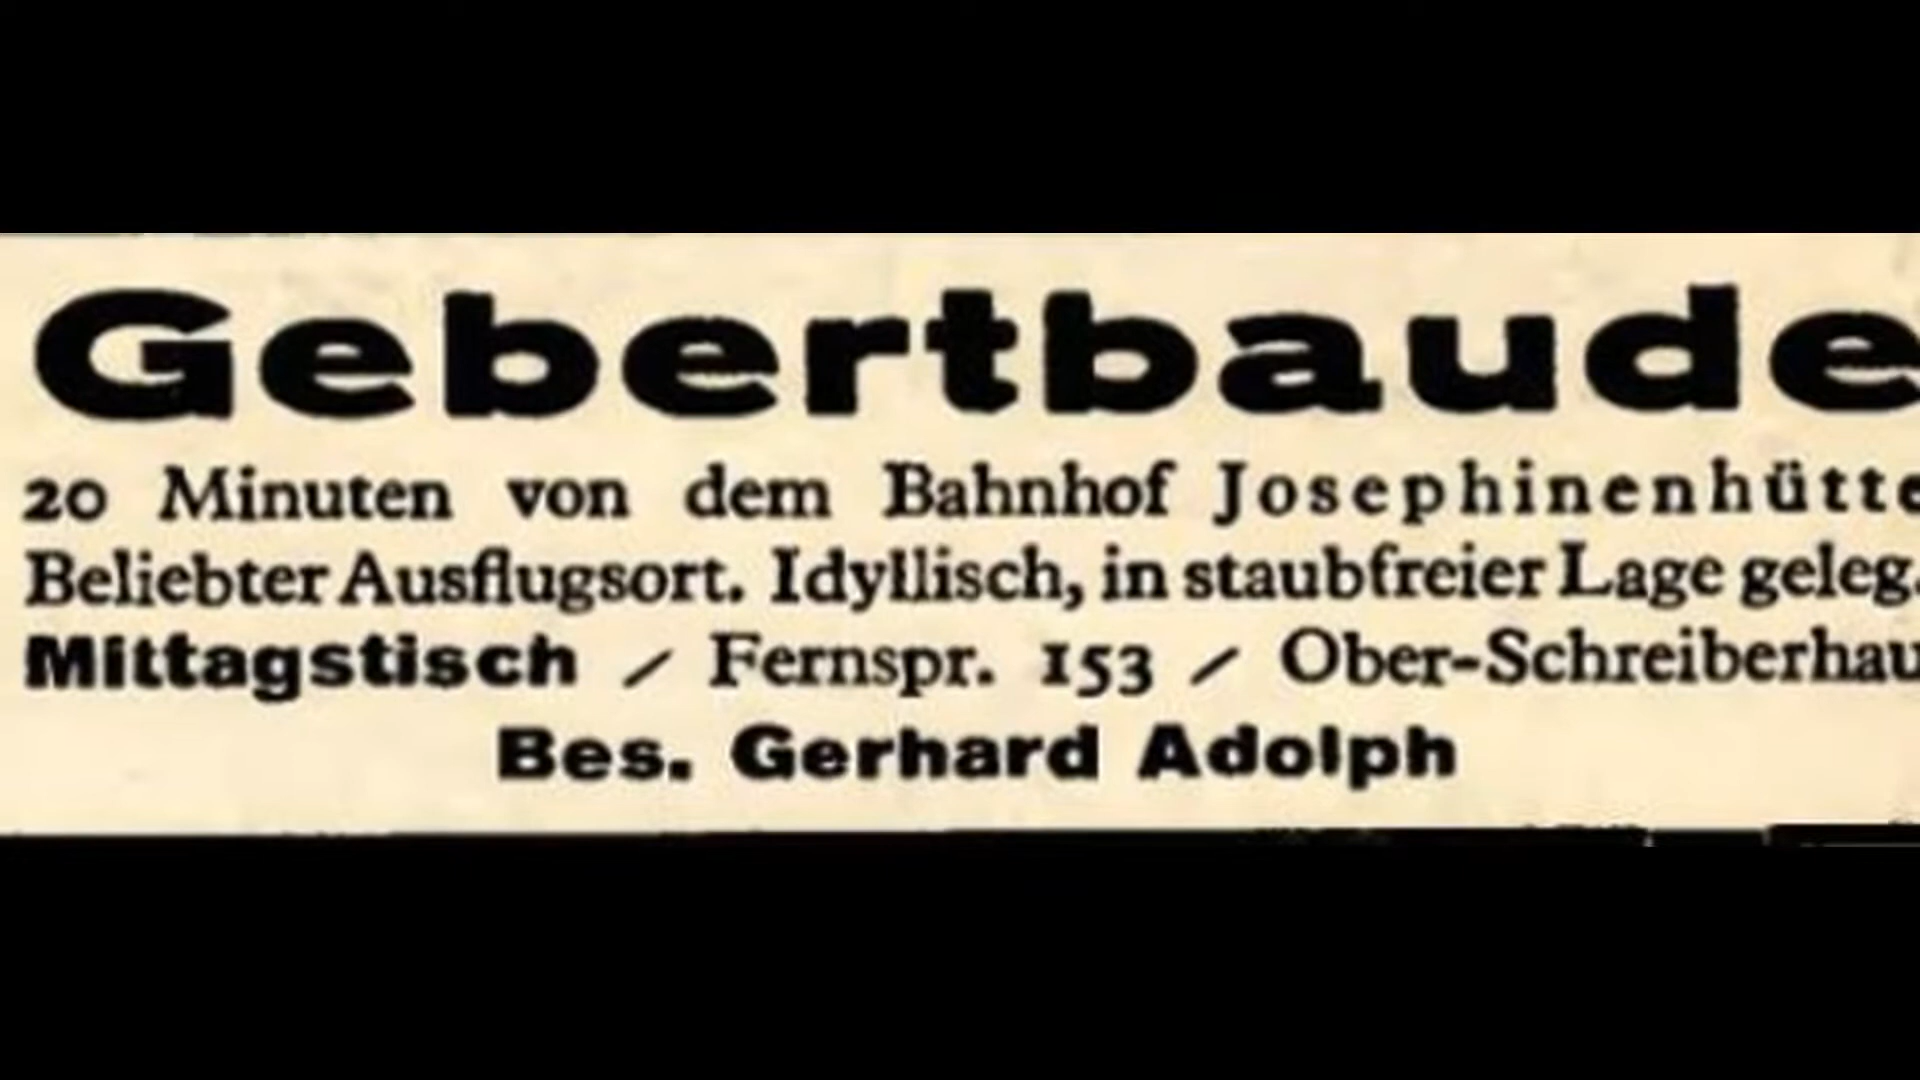 Gebertbaude
20 Minuten von dem Bahnhof Josephinenhütte
Beliebter Ausflugsort. Idyllisch, in staubfreier Lage geleg.
Mittagstisch / Fernspr. 153 / Ober-Schreiberhau
Bes. Gerhard Adolph